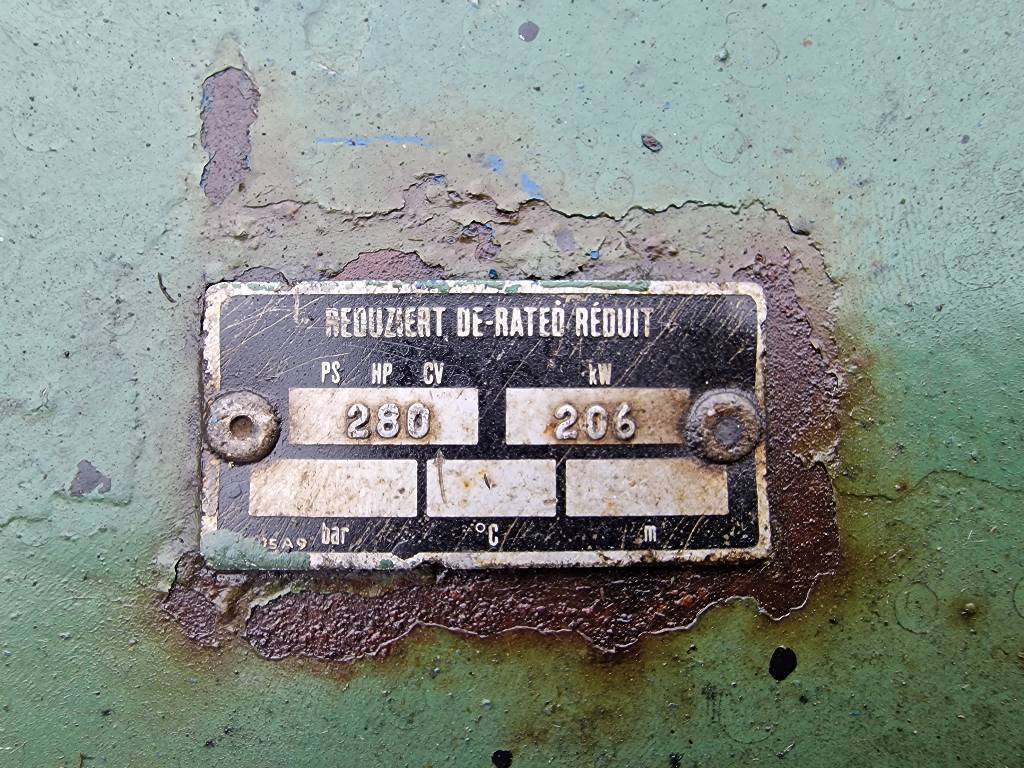 REDUZIERT DE-RATED RÉDUIT
PS HP CV kW
280 206
bar °C m